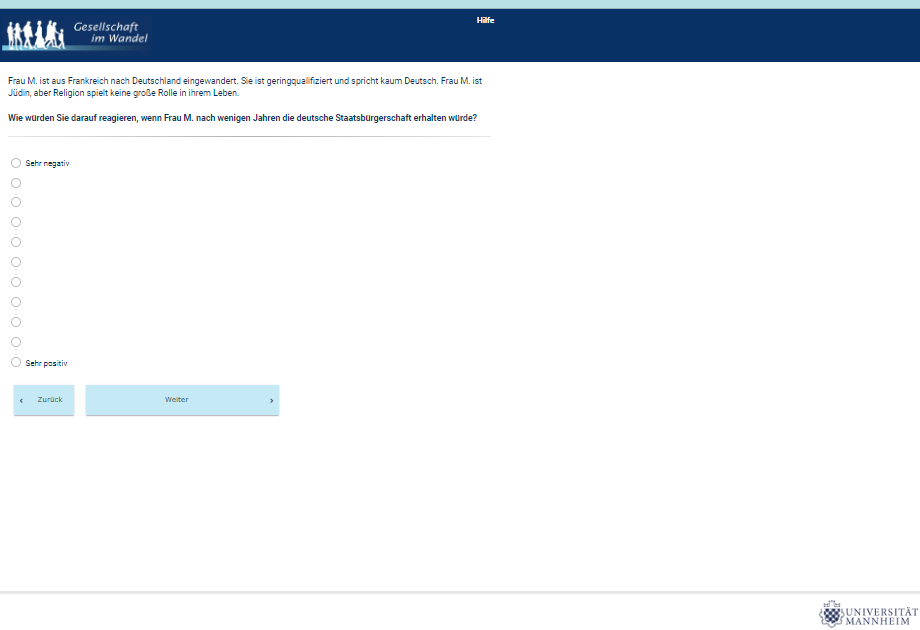 Gesellschaft
im Wandel
Hilfe
Frau M. ist aus Frankreich nach Deutschland eingewandert. Sie ist geringqualifiziert und spricht kaum Deutsch. Frau M. ist
Jüdin, aber Religion spielt keine große Rolle in ihrem Leben.
Wie würden Sie darauf reagieren, wenn Frau M. nach wenigen Jahren die deutsche Staatsbürgerschaft erhalten würde?
Sehr negativ
Sehr positiv
‹ Zurück
Weiter ›
UNIVERSITÄT
MANNHEIM